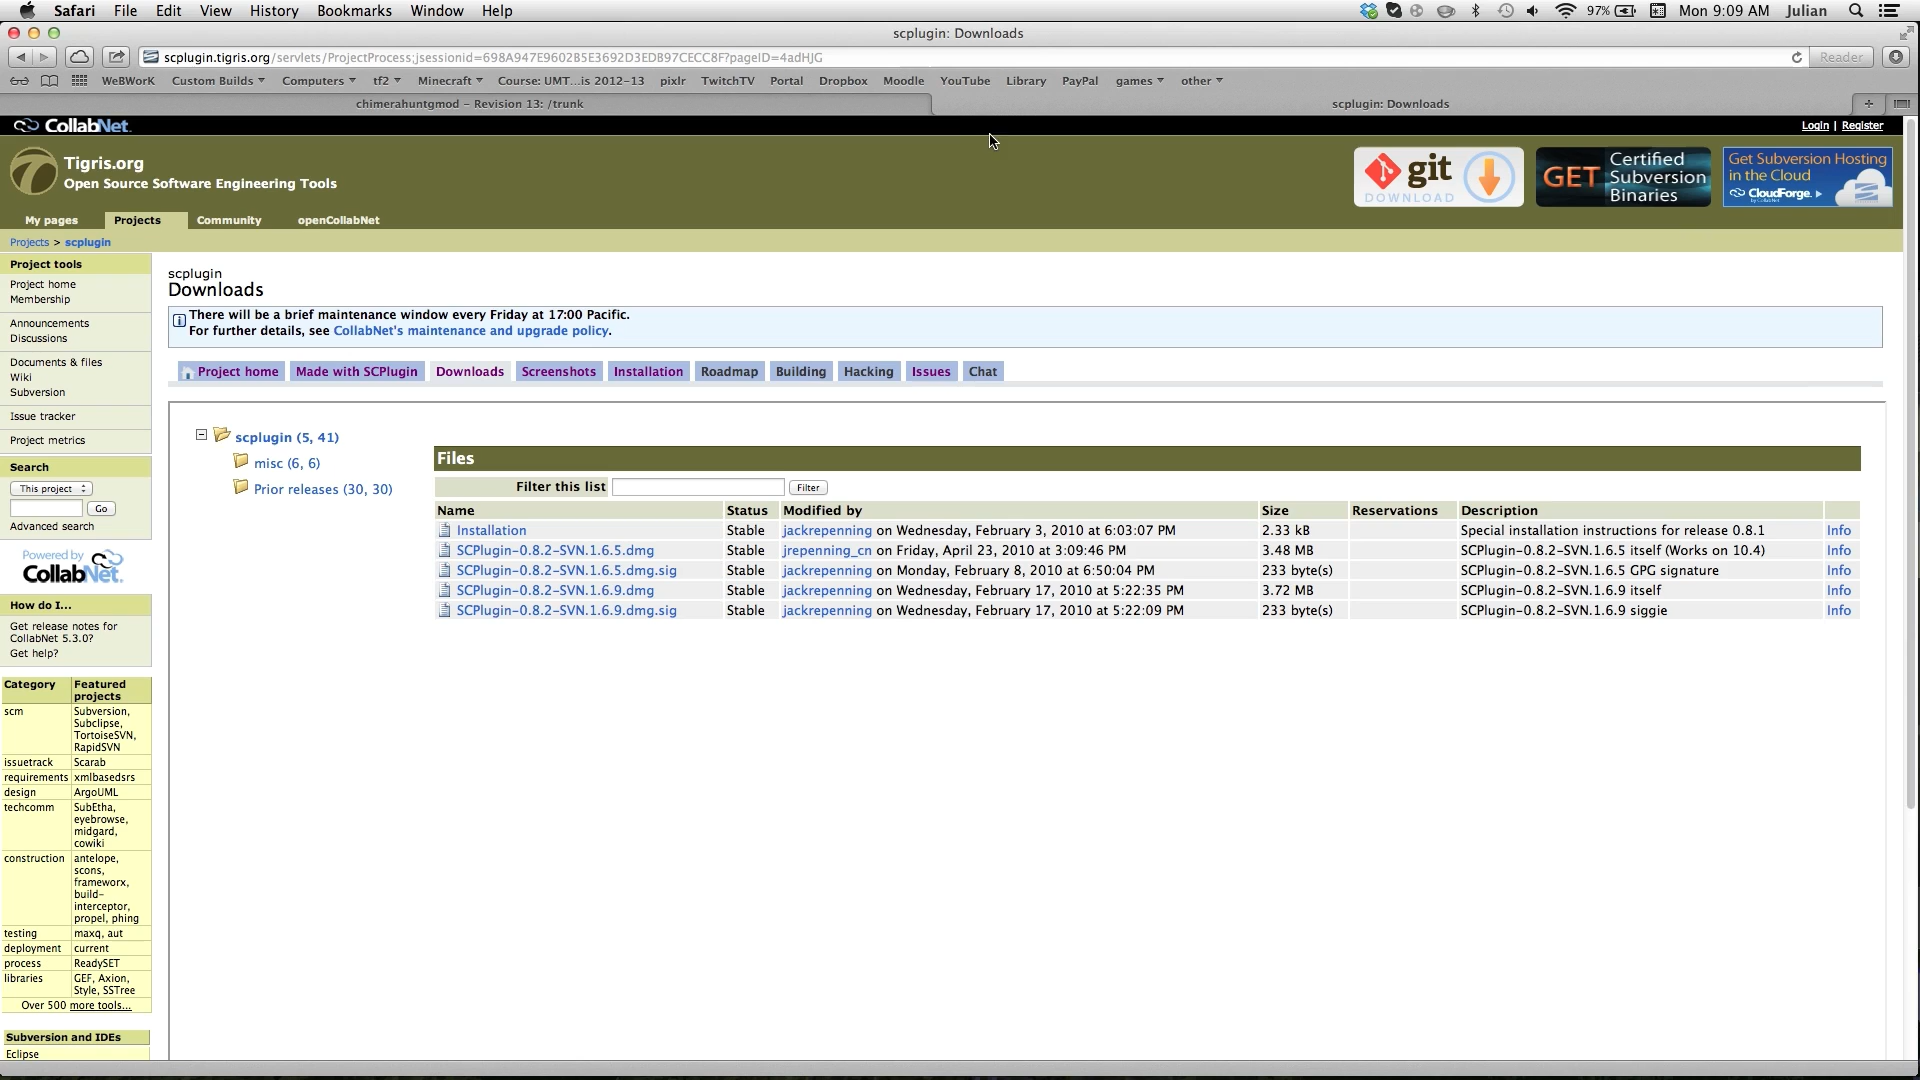 Safari File Edit View History Bookmarks Window Help 97% Mon 9:09 AM Julian
scplugin: Downloads
scplugin.tigris.org/servlets/ProjectProcess;jsessionid=698A947E9602B5E3692D3EDB97CECC8F?pageID=4adHJG Reader
WeBWorK Custom Builds Computers tf2 Minecraft Course: UMT...is 2012-13 pixlr TwitchTV Portal Dropbox Moodle YouTube Library PayPal games other
chimerahuntgmod – Revision 13: /trunk scplugin: Downloads
CollabNet. Login | Register
Tigris.org
Open Source Software Engineering Tools
git DOWNLOAD
GET Certified Subversion Binaries
Get Subversion Hosting in the Cloud
CloudForge. by CollabNet
My pages Projects Community openCollabNet
Projects > scplugin
Project tools
Project home
Membership
Announcements
Discussions
Documents & files
Wiki
Subversion
Issue tracker
Project metrics
Search
This project
Go
Advanced search
Powered by
CollabNet.
How do I...
Get release notes for
CollabNet 5.3.0?
Get help?
Category Featured projects
scm Subversion, Subclipse, TortoiseSVN, RapidSVN
issuetrack Scarab
requirements xmlbasedsrs
design ArgoUML
techcomm SubEtha, eyebrowse, midgard, cowiki
construction antelope, scons, frameworx, build-interceptor, propel, phing
testing maxq, aut
deployment current
process ReadySET
libraries GEF, Axion, Style, SSTree
Over 500 more tools...
Subversion and IDEs
Eclipse
scplugin
Downloads
There will be a brief maintenance window every Friday at 17:00 Pacific.
For further details, see CollabNet's maintenance and upgrade policy.
Project home Made with SCPlugin Downloads Screenshots Installation Roadmap Building Hacking Issues Chat
scplugin (5, 41)
misc (6, 6)
Prior releases (30, 30)
Files
Filter this list Filter
Name Status Modified by Size Reservations Description
Installation Stable jackrepenning on Wednesday, February 3, 2010 at 6:03:07 PM 2.33 kB Special installation instructions for release 0.8.1 Info
SCPlugin-0.8.2-SVN.1.6.5.dmg Stable jrepenning_cn on Friday, April 23, 2010 at 3:09:46 PM 3.48 MB SCPlugin-0.8.2-SVN.1.6.5 itself (Works on 10.4) Info
SCPlugin-0.8.2-SVN.1.6.5.dmg.sig Stable jackrepenning on Monday, February 8, 2010 at 6:50:04 PM 233 byte(s) SCPlugin-0.8.2-SVN.1.6.5 GPG signature Info
SCPlugin-0.8.2-SVN.1.6.9.dmg Stable jackrepenning on Wednesday, February 17, 2010 at 5:22:35 PM 3.72 MB SCPlugin-0.8.2-SVN.1.6.9 itself Info
SCPlugin-0.8.2-SVN.1.6.9.dmg.sig Stable jackrepenning on Wednesday, February 17, 2010 at 5:22:09 PM 233 byte(s) SCPlugin-0.8.2-SVN.1.6.9 siggie Info